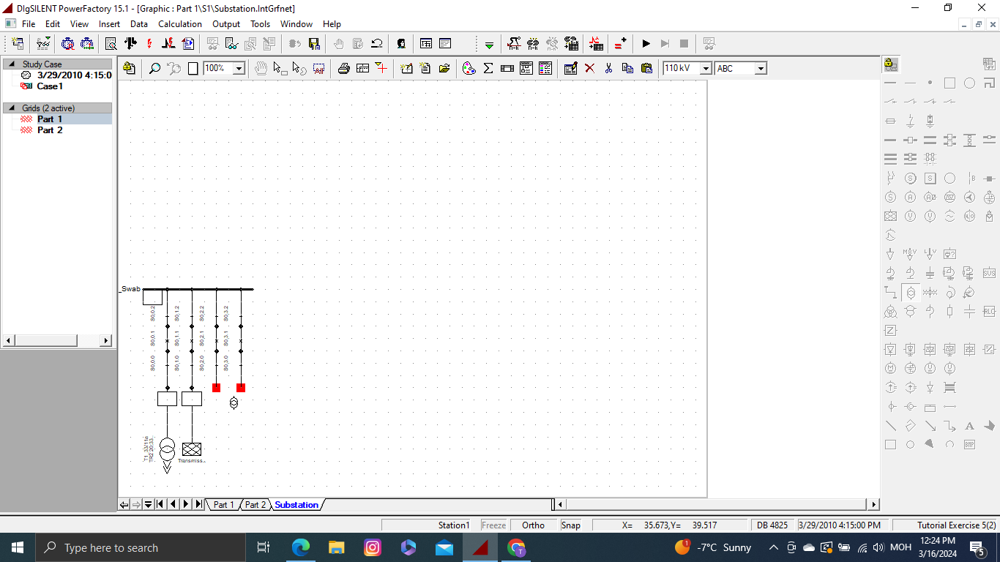 DIgSILENT PowerFactory 15.1 - [Graphic : Part 1\S1\Substation.IntGrfnet]
File Edit View Insert Data Calculation Output Tools Window Help
Study Case
3/29/2010 4:15:0
Case1
Grids (2 active)
Part 1
Part 2
100%
110 kV
ABC
_Swab
S0,0.2
S0,1.2
S0,2.2
S0,3.2
S0,0.1
S0,1.1
S0,2.1
S0,3.1
S0,0.0
S0,1.0
S0,2.0
S0,3.0
T1_33/11a
TR2 20;33..
Transmiss..
Part 1 Part 2 Substation
Station1 Freeze Ortho Snap X= 35.673,Y= 39.517 DB 4825 3/29/2010 4:15:00 PM Tutorial Exercise 5(2)
Type here to search
-7°C Sunny
МОН
12:24 PM
3/16/2024
5